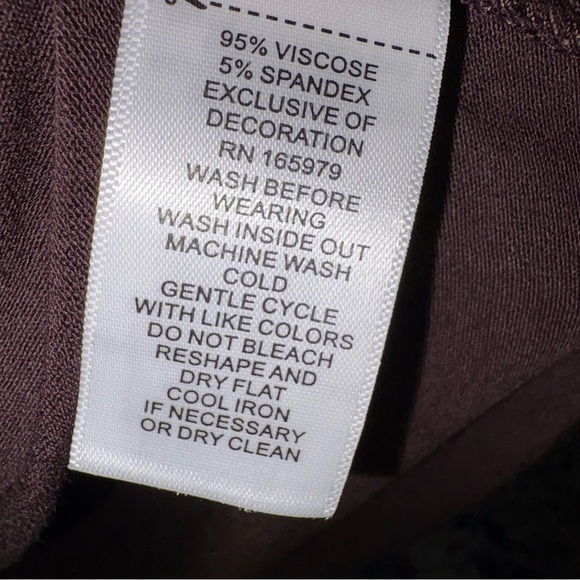 95% VISCOSE
5% SPANDEX
EXCLUSIVE OF
DECORATION
RN 165979
WASH BEFORE
WEARING
WASH INSIDE OUT
MACHINE WASH
COLD
GENTLE CYCLE
WITH LIKE COLORS
DO NOT BLEACH
RESHAPE AND
DRY FLAT
COOL IRON
IF NECESSARY
OR DRY CLEAN